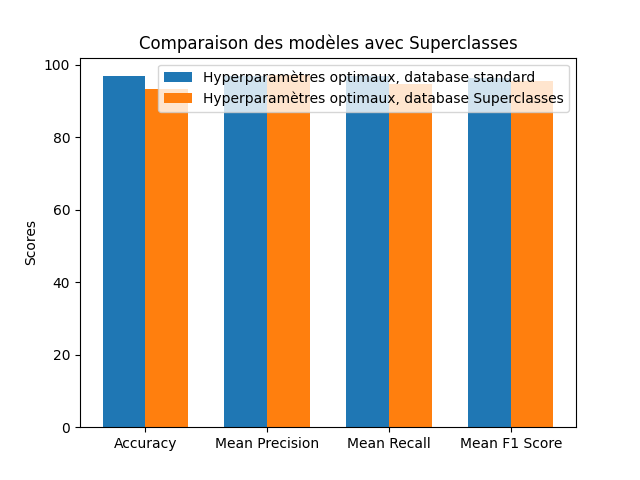 Comparaison des modèles avec Superclasses
Hyperparamètres optimaux, database standard
Hyperparamètres optimaux, database Superclasses
Scores
100
80
60
40
20
0
Accuracy
Mean Precision
Mean Recall
Mean F1 Score